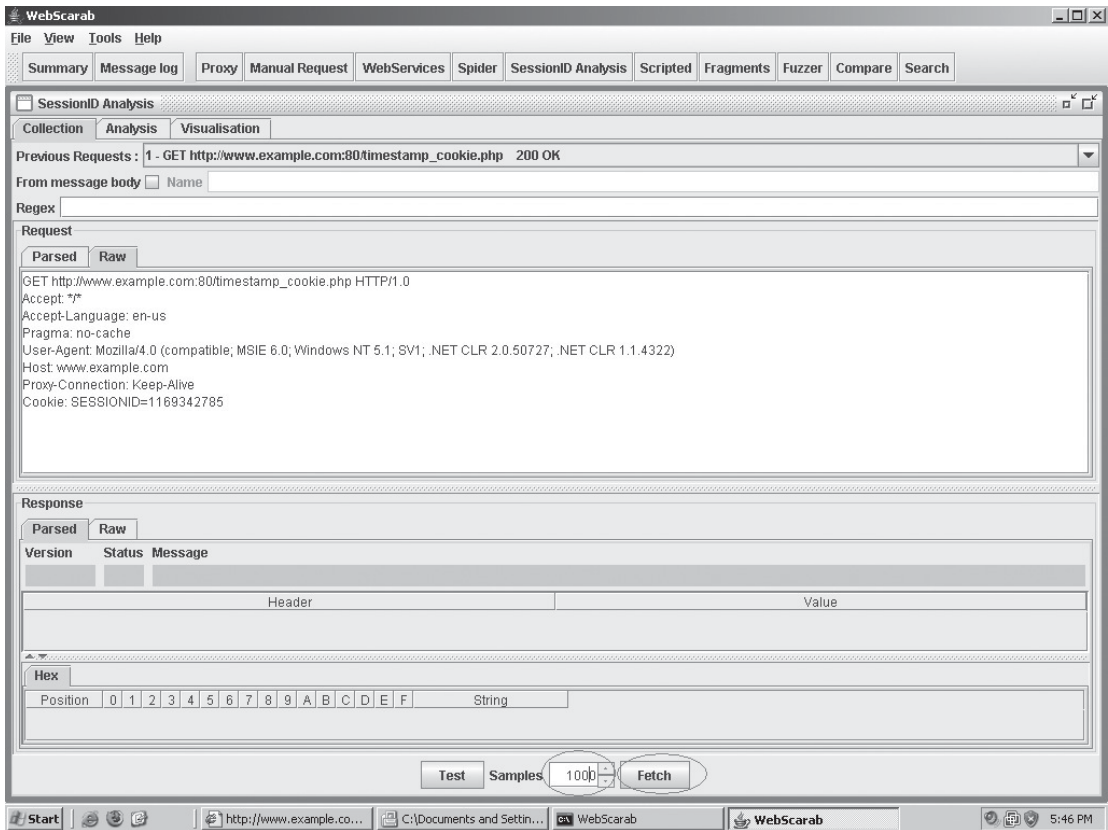 WebScarab
File View Tools Help
Summary Message log Proxy Manual Request WebServices Spider SessionID Analysis Scripted Fragments Fuzzer Compare Search
SessionID Analysis
Collection Analysis Visualisation
Previous Requests : 1 - GET http://www.example.com:80/timestamp_cookie.php 200 OK
From message body Name
Regex
Request
Parsed Raw
GET http://www.example.com:80/timestamp_cookie.php HTTP/1.0
Accept: */*
Accept-Language: en-us
Pragma: no-cache
User-Agent: Mozilla/4.0 (compatible; MSIE 6.0; Windows NT 5.1; SV1; .NET CLR 2.0.50727; .NET CLR 1.1.4322)
Host: www.example.com
Proxy-Connection: Keep-Alive
Cookie: SESSIONID=1169342785
Response
Parsed Raw
Version Status Message
Header Value
Hex
Position 0 1 2 3 4 5 6 7 8 9 A B C D E F String
Test Samples 1000 Fetch
Start http://www.example.co... C:\Documents and Settin... WebScarab WebScarab 5:46 PM